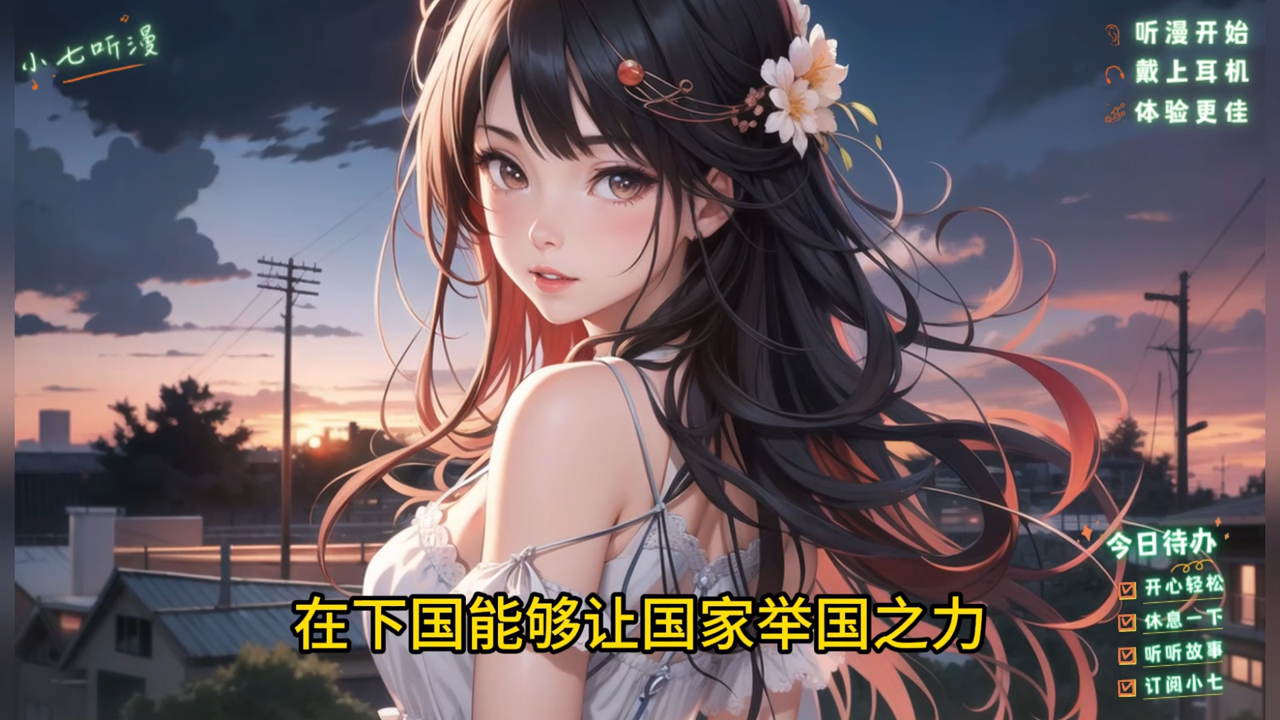 小七听漫
听漫开始
戴上耳机
体验更佳
今日待办
开心轻松
休息一下
听听故事
订阅小七
在下国能够让国家举国之力